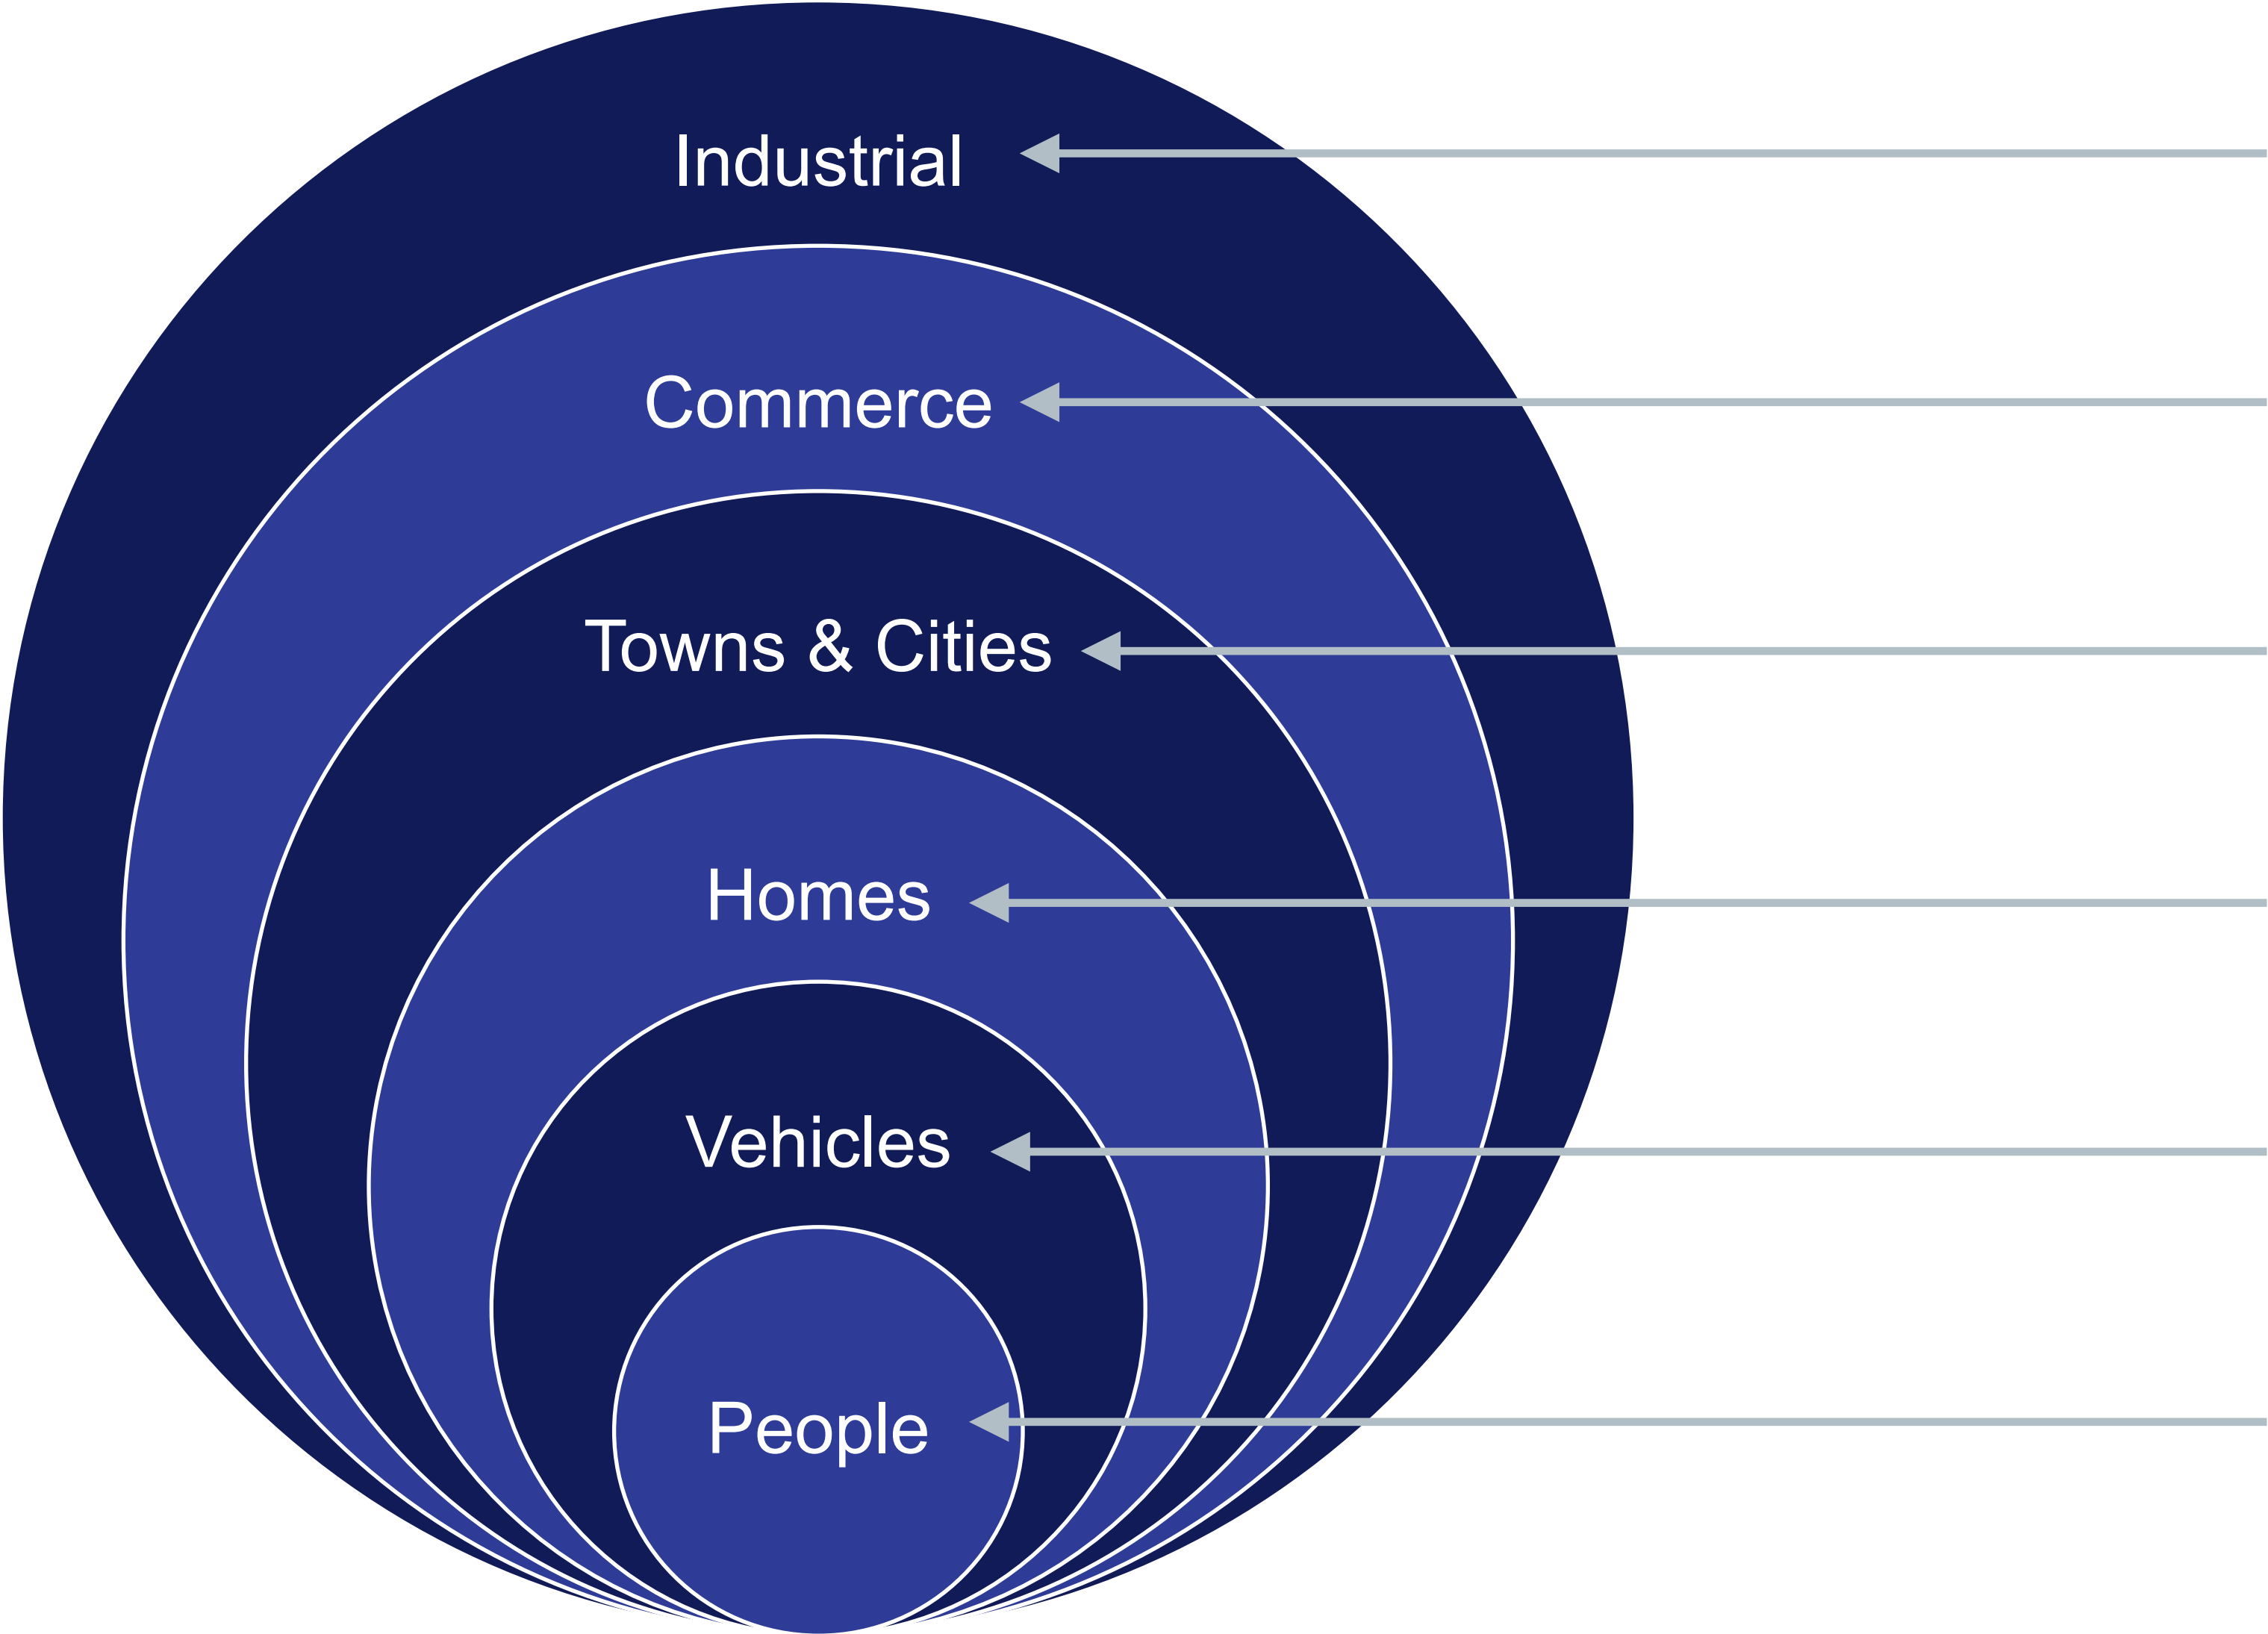 Industrial
Commerce
Towns & Cities
Homes
Vehicles
People